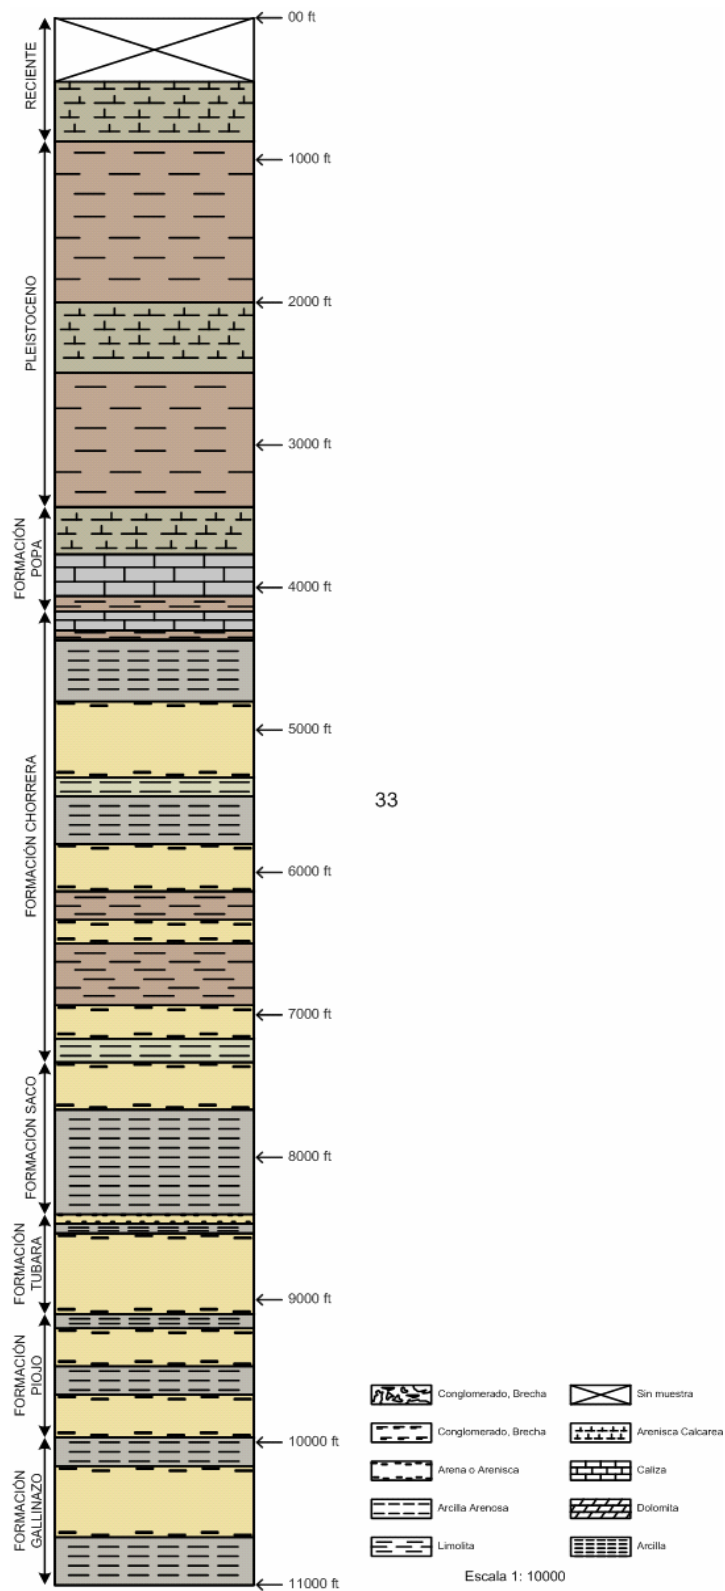 00 ft
RECIENTE
1000 ft
PLEISTOCENO
2000 ft
3000 ft
FORMACIÓN
POPA
4000 ft
FORMACIÓN CHORRERA
5000 ft
33
6000 ft
7000 ft
FORMACIÓN SACO
8000 ft
FORMACIÓN
TUBARA
9000 ft
FORMACIÓN
PIOJO
10000 ft
FORMACIÓN
GALLINAZO
11000 ft
Conglomerado, Brecha
Sin muestra
Conglomerado, Brecha
Arenisca Calcarea
Arena o Arenisca
Caliza
Arcilla Arenosa
Dolomita
Limolita
Arcilla
Escala 1: 10000